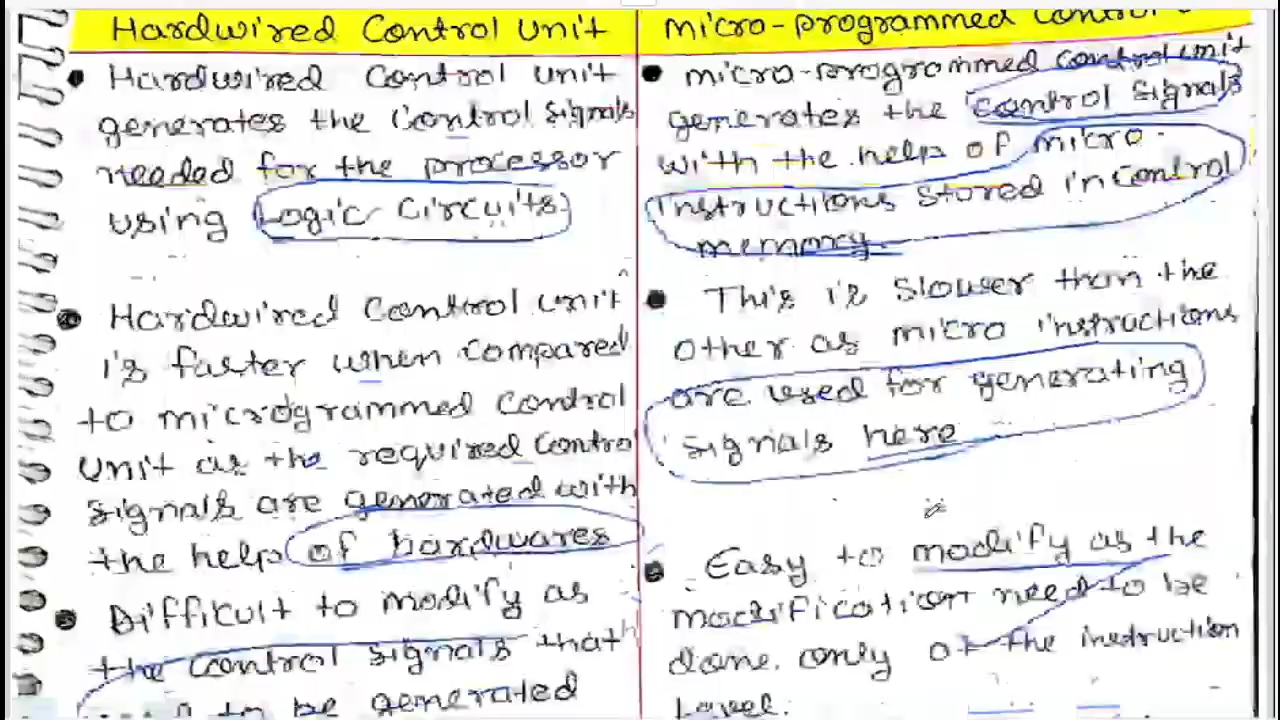 Hardwired Control Unit
Hardwired Control unit
generates the control signals
needed for the processor
using Logic Circuits
Hardwired control unit
is faster when compared
to microgrammed control
unit as the required control
signals are generated with
the help of hardwares
Difficult to modify as
the control signals that
to be generated
micro-programmed control
micro-programmed control unit
generates the control signals
with the help of micro
instructions stored in control
memory
This is slower than the
other as micro instructions
are used for generating
signals here
Easy to modify as the
modification need to be
done only at the instruction
level.